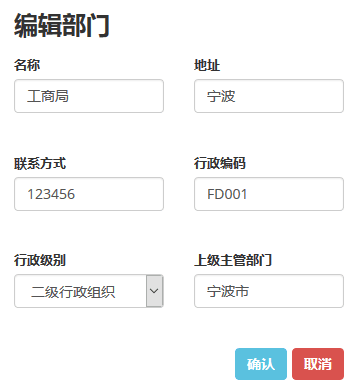 编辑部门
名称 地址
工商局 宁波
联系方式 行政编码
123456 FD001
行政级别 上级主管部门
二级行政组织 宁波市
确认 取消